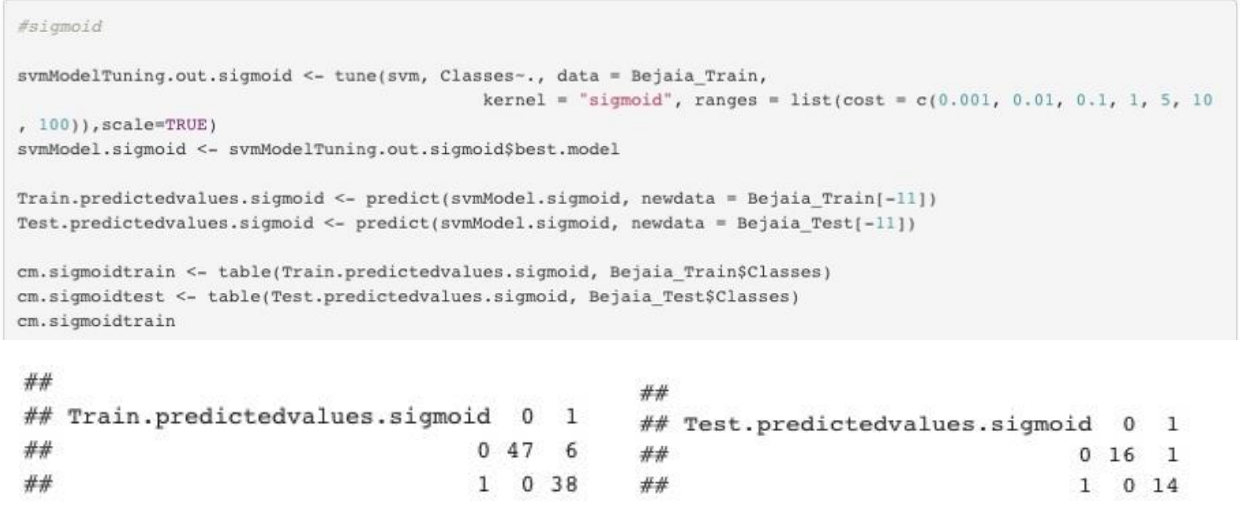 #sigmoid
svmModelTuning.out.sigmoid <- tune(svm, Classes~., data = Bejaia_Train,
kernel = "sigmoid", ranges = list(cost = c(0.001, 0.01, 0.1, 1, 5, 10
, 100)),scale=TRUE)
svmModel.sigmoid <- svmModelTuning.out.sigmoid$best.model
Train.predictedvalues.sigmoid <- predict(svmModel.sigmoid, newdata = Bejaia_Train[-11])
Test.predictedvalues.sigmoid <- predict(svmModel.sigmoid, newdata = Bejaia_Test[-11])
cm.sigmoidtrain <- table(Train.predictedvalues.sigmoid, Bejaia_Train$Classes)
cm.sigmoidtest <- table(Test.predictedvalues.sigmoid, Bejaia_Test$Classes)
cm.sigmoidtrain
##
## Train.predictedvalues.sigmoid 0 1
## 0 47 6
## 1 0 38
##
## Test.predictedvalues.sigmoid 0 1
## 0 16 1
## 1 0 14